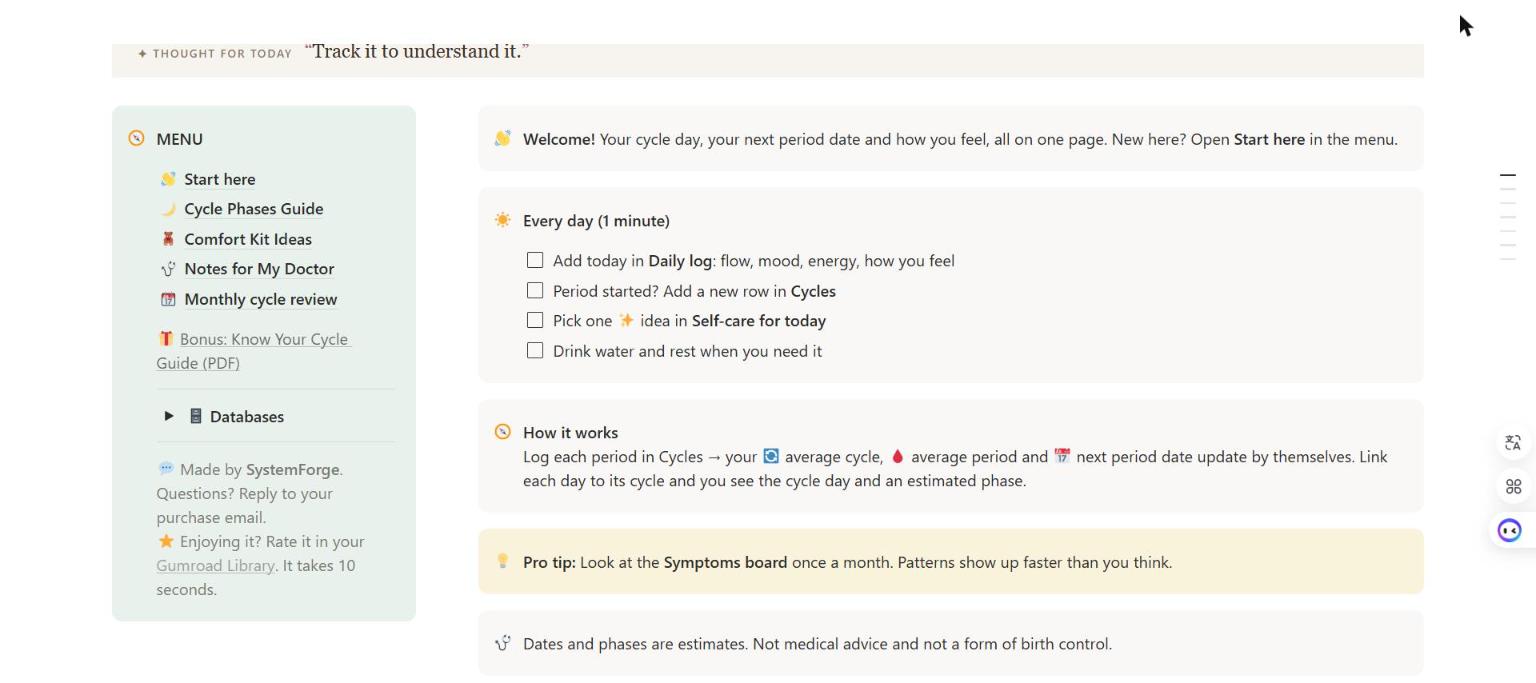 ✦ THOUGHT FOR TODAY “Track it to understand it.”
MENU
Start here
Cycle Phases Guide
Comfort Kit Ideas
Notes for My Doctor
Monthly cycle review
Bonus: Know Your Cycle
Guide (PDF)
Databases
Made by SystemForge.
Questions? Reply to your
purchase email.
Enjoying it? Rate it in your
Gumroad Library. It takes 10
seconds.
Welcome! Your cycle day, your next period date and how you feel, all on one page. New here? Open Start here in the menu.
Every day (1 minute)
Add today in Daily log: flow, mood, energy, how you feel
Period started? Add a new row in Cycles
Pick one ✨ idea in Self-care for today
Drink water and rest when you need it
How it works
Log each period in Cycles → your 🔄 average cycle, 🩸 average period and 📅 next period date update by themselves. Link
each day to its cycle and you see the cycle day and an estimated phase.
Pro tip: Look at the Symptoms board once a month. Patterns show up faster than you think.
Dates and phases are estimates. Not medical advice and not a form of birth control.